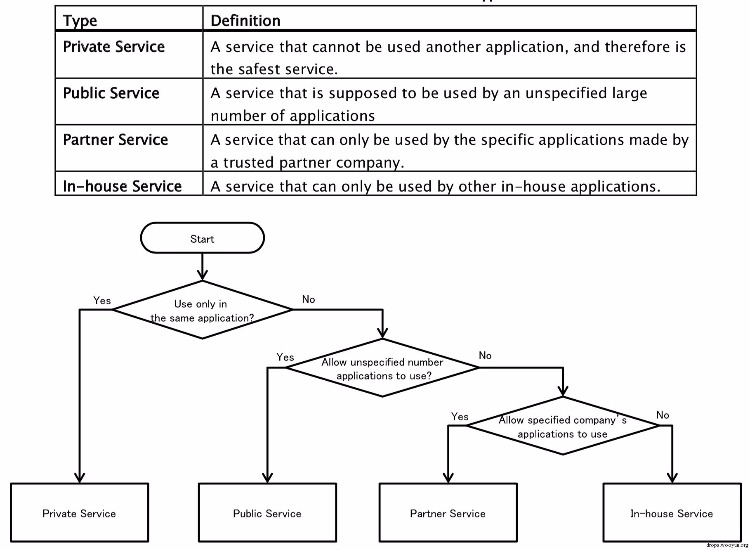 Type Definition
Private Service A service that cannot be used another application, and therefore is
the safest service.
Public Service A service that is supposed to be used by an unspecified large
number of applications
Partner Service A service that can only be used by the specific applications made by
a trusted partner company.
In-house Service A service that can only be used by other in-house applications.
Start
Yes
Use only in
the same application?
No
Yes
Allow unspecified number
applications to use?
No
Yes
Allow specified company's
applications to use
No
Private Service
Public Service
Partner Service
In-house Service
drops.wooyun.org